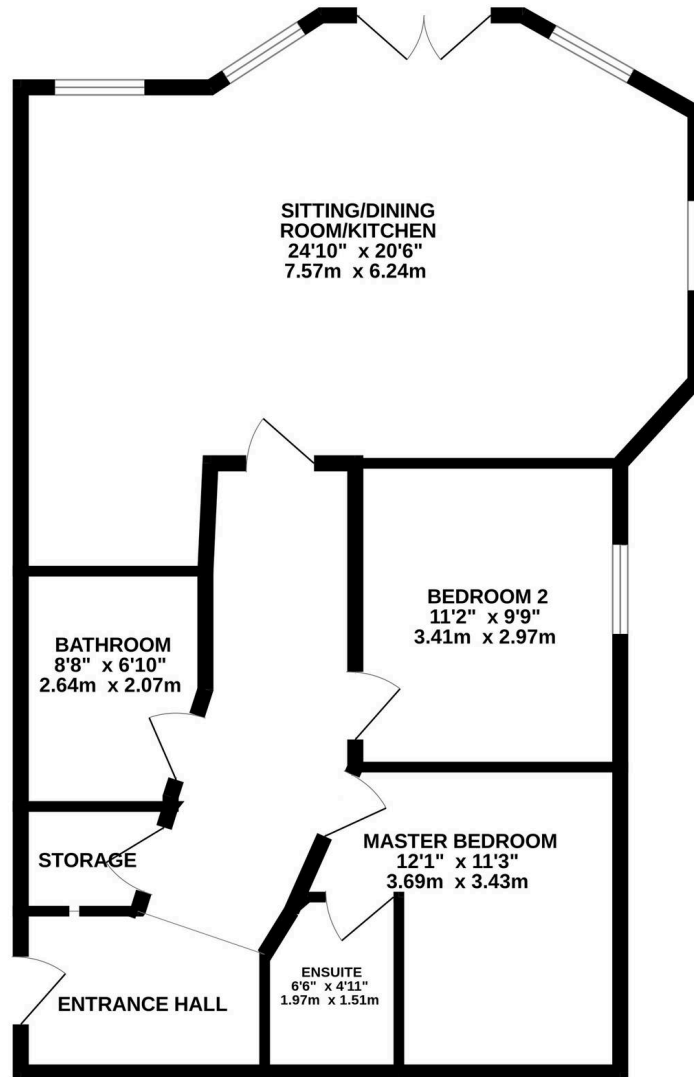 SITTING/DINING
ROOM/KITCHEN
24'10" x 20'6"
7.57m x 6.24m
BEDROOM 2
11'2" x 9'9"
3.41m x 2.97m
BATHROOM
8'8" x 6'10"
2.64m x 2.07m
STORAGE
MASTER BEDROOM
12'1" x 11'3"
3.69m x 3.43m
ENSUITE
6'6" x 4'11"
1.97m x 1.51m
ENTRANCE HALL